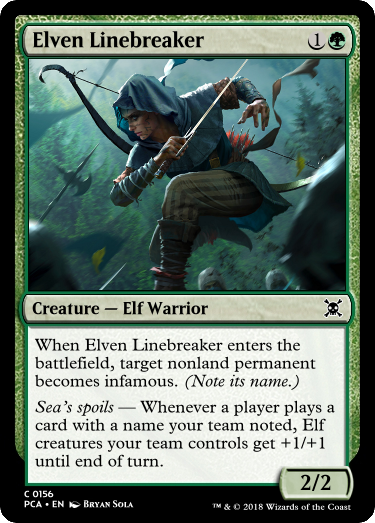 Elven Linebreaker 1
Creature — Elf Warrior
When Elven Linebreaker enters the
battlefield, target nonland permanent
becomes infamous. (Note its name.)
Sea's spoils — Whenever a player plays a
card with a name your team noted, Elf
creatures your team controls get +1/+1
until end of turn.
2/2
C 0156
PCA • EN Bryan Sola
™ & © 2018 Wizards of the Coast